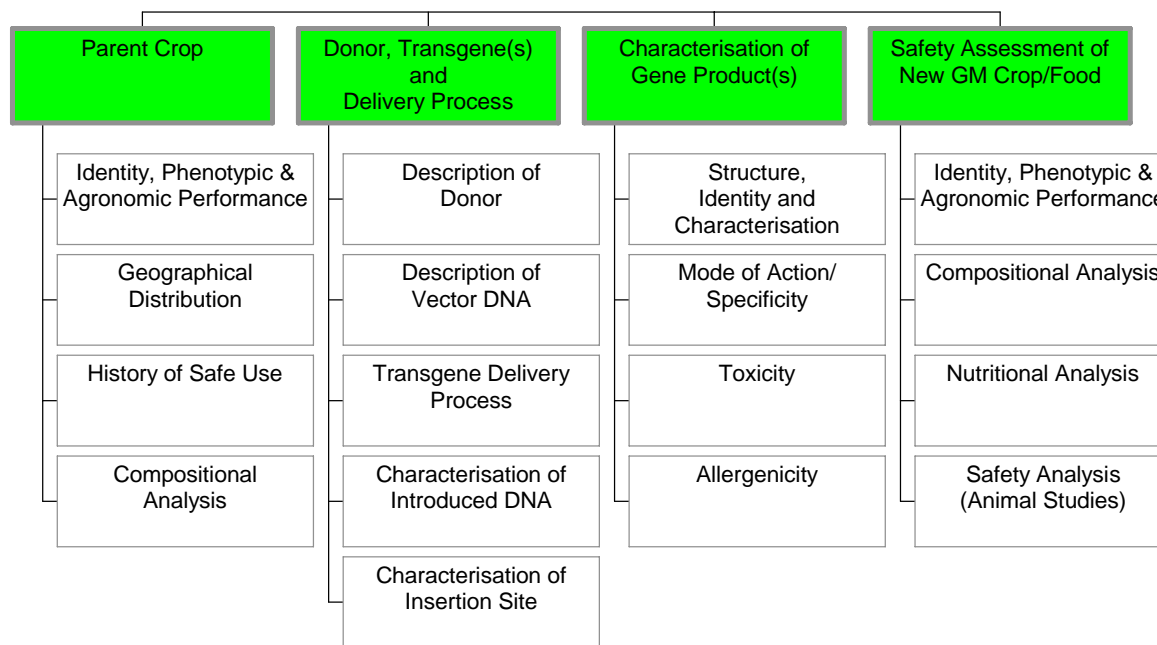 Parent Crop
Donor, Transgene(s)
and
Delivery Process
Characterisation of
Gene Product(s)
Safety Assessment of
New GM Crop/Food
Identity, Phenotypic &
Agronomic Performance
Geographical
Distribution
History of Safe Use
Compositional
Analysis
Description of
Donor
Description of
Vector DNA
Transgene Delivery
Process
Characterisation of
Introduced DNA
Characterisation of
Insertion Site
Structure,
Identity and
Characterisation
Mode of Action/
Specificity
Toxicity
Allergenicity
Identity, Phenotypic &
Agronomic Performance
Compositional Analysis
Nutritional Analysis
Safety Analysis
(Animal Studies)